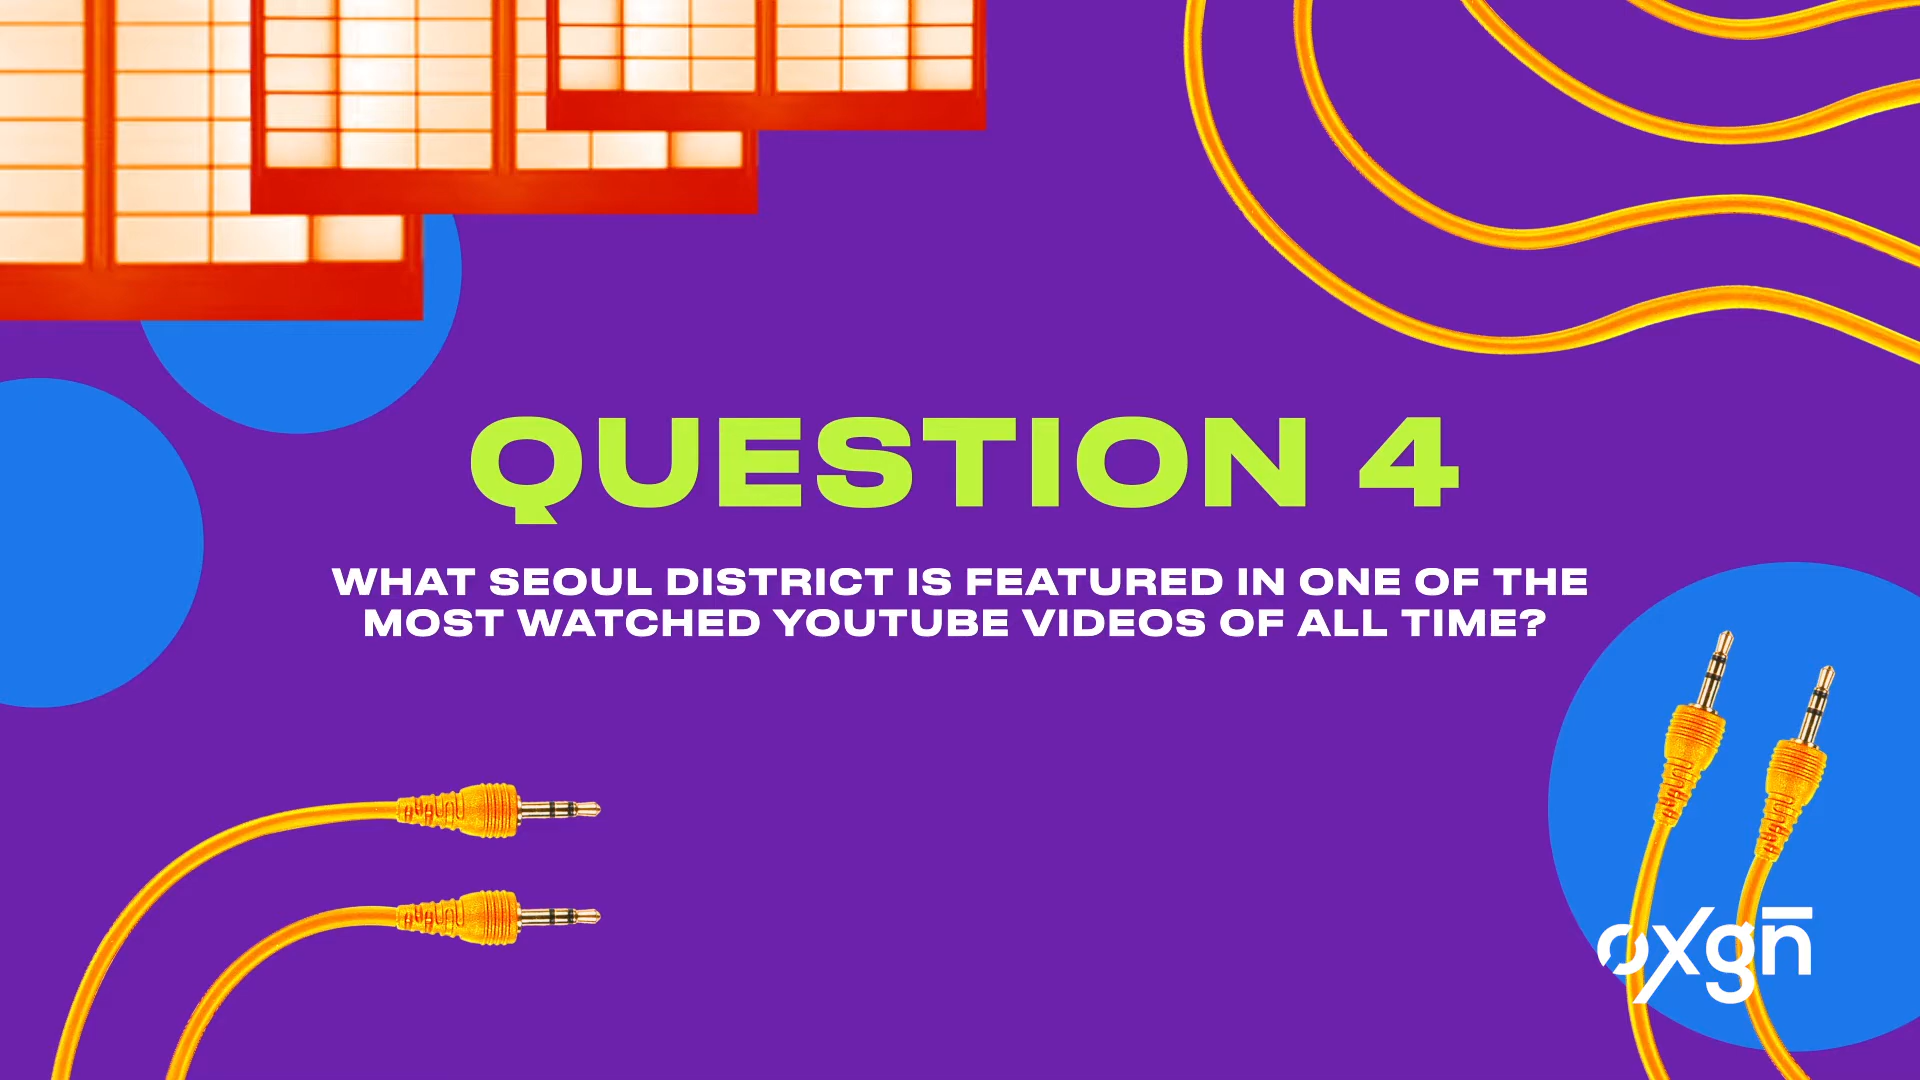 QUESTION 4
WHAT SEOUL DISTRICT IS FEATURED IN ONE OF THE
MOST WATCHED YOUTUBE VIDEOS OF ALL TIME?
oxgn